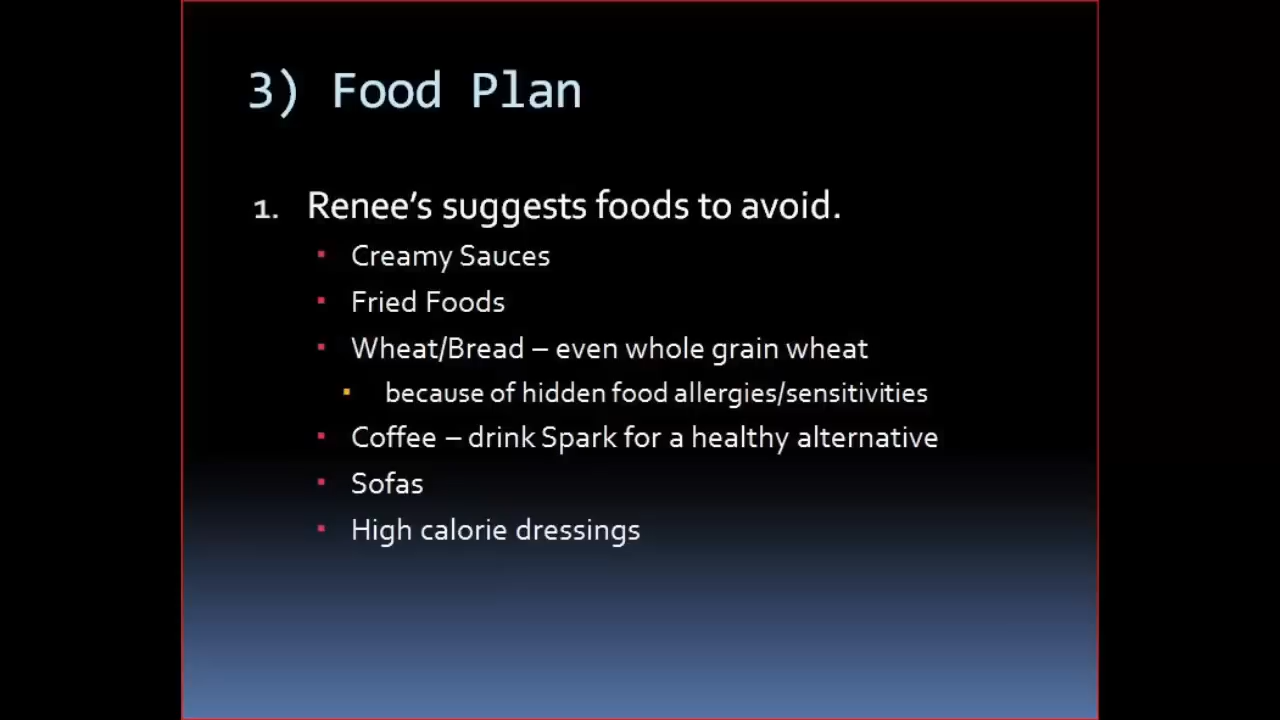 3) Food Plan
1. Renee's suggests foods to avoid.
Creamy Sauces
Fried Foods
Wheat/Bread – even whole grain wheat
because of hidden food allergies/sensitivities
Coffee – drink Spark for a healthy alternative
Sofas
High calorie dressings